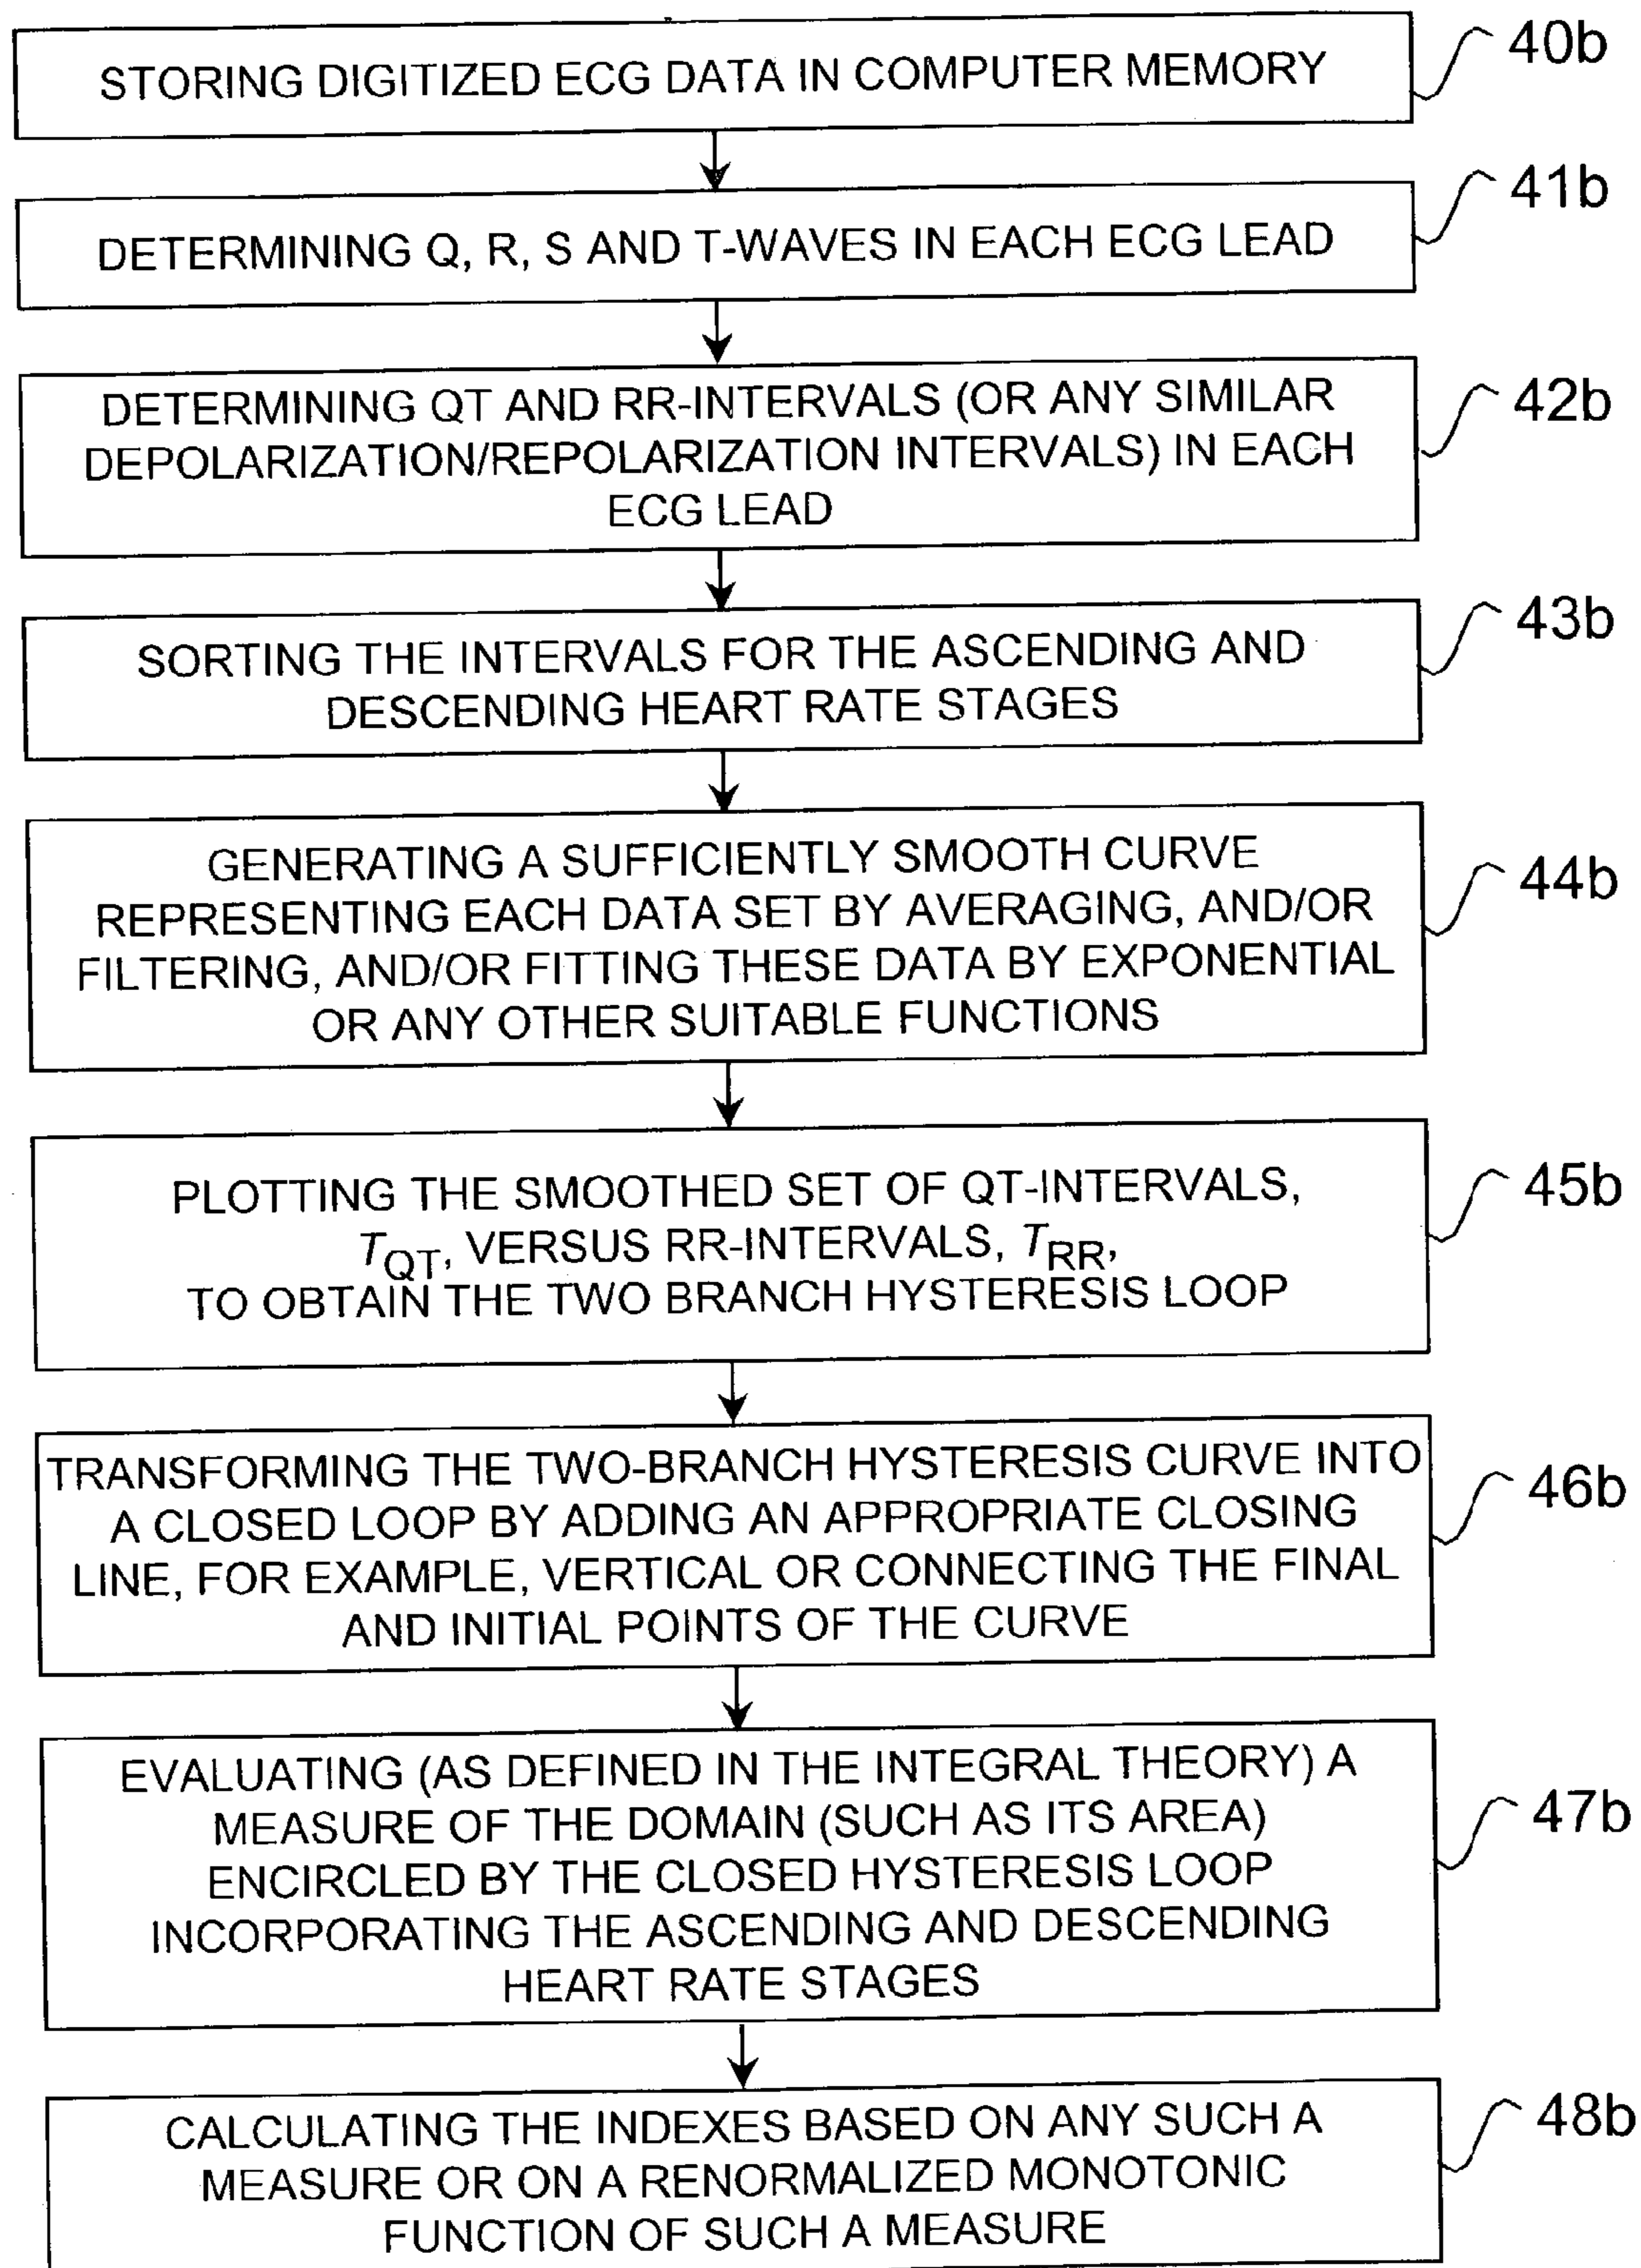 STORING DIGITIZED ECG DATA IN COMPUTER MEMORY
40b
DETERMINING Q, R, S AND T-WAVES IN EACH ECG LEAD
41b
DETERMINING QT AND RR-INTERVALS (OR ANY SIMILAR
DEPOLARIZATION/REPOLARIZATION INTERVALS) IN EACH
ECG LEAD
42b
SORTING THE INTERVALS FOR THE ASCENDING AND
DESCENDING HEART RATE STAGES
43b
GENERATING A SUFFICIENTLY SMOOTH CURVE
REPRESENTING EACH DATA SET BY AVERAGING, AND/OR
FILTERING, AND/OR FITTING THESE DATA BY EXPONENTIAL
OR ANY OTHER SUITABLE FUNCTIONS
44b
PLOTTING THE SMOOTHED SET OF QT-INTERVALS,
TQT, VERSUS RR-INTERVALS, TRR,
TO OBTAIN THE TWO BRANCH HYSTERESIS LOOP
45b
TRANSFORMING THE TWO-BRANCH HYSTERESIS CURVE INTO
A CLOSED LOOP BY ADDING AN APPROPRIATE CLOSING
LINE, FOR EXAMPLE, VERTICAL OR CONNECTING THE FINAL
AND INITIAL POINTS OF THE CURVE
46b
EVALUATING (AS DEFINED IN THE INTEGRAL THEORY) A
MEASURE OF THE DOMAIN (SUCH AS ITS AREA)
ENCIRCLED BY THE CLOSED HYSTERESIS LOOP
INCORPORATING THE ASCENDING AND DESCENDING
HEART RATE STAGES
47b
CALCULATING THE INDEXES BASED ON ANY SUCH A
MEASURE OR ON A RENORMALIZED MONOTONIC
FUNCTION OF SUCH A MEASURE
48b